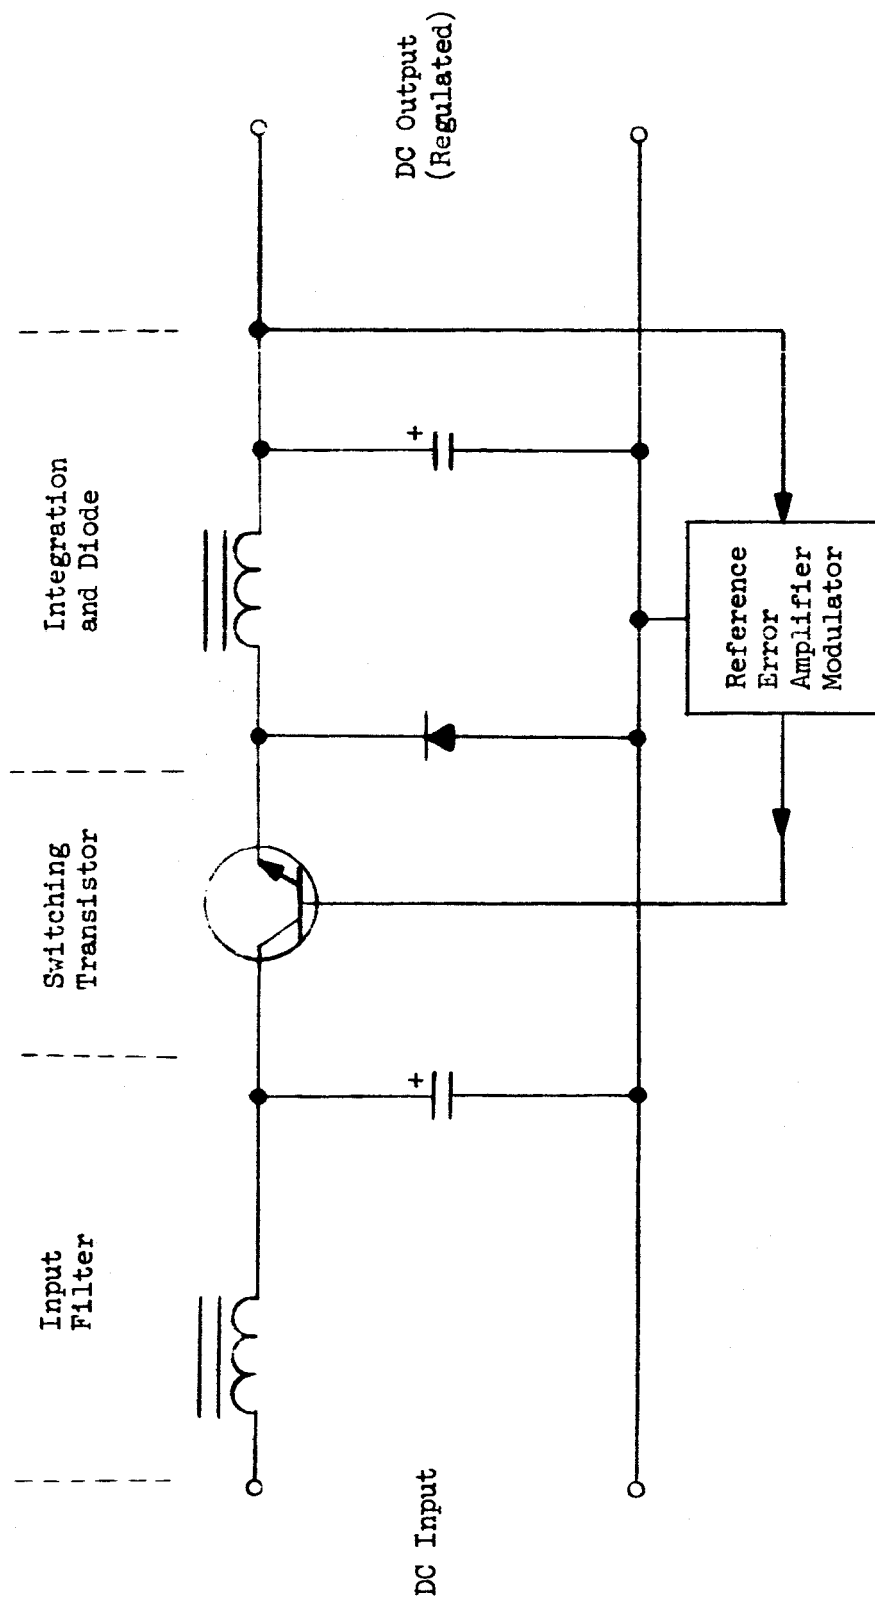 Input
Filter
Switching
Transistor
Integration
and Diode
DC Input
+
+
DC Output
(Regulated)
Reference
Error
Amplifier
Modulator